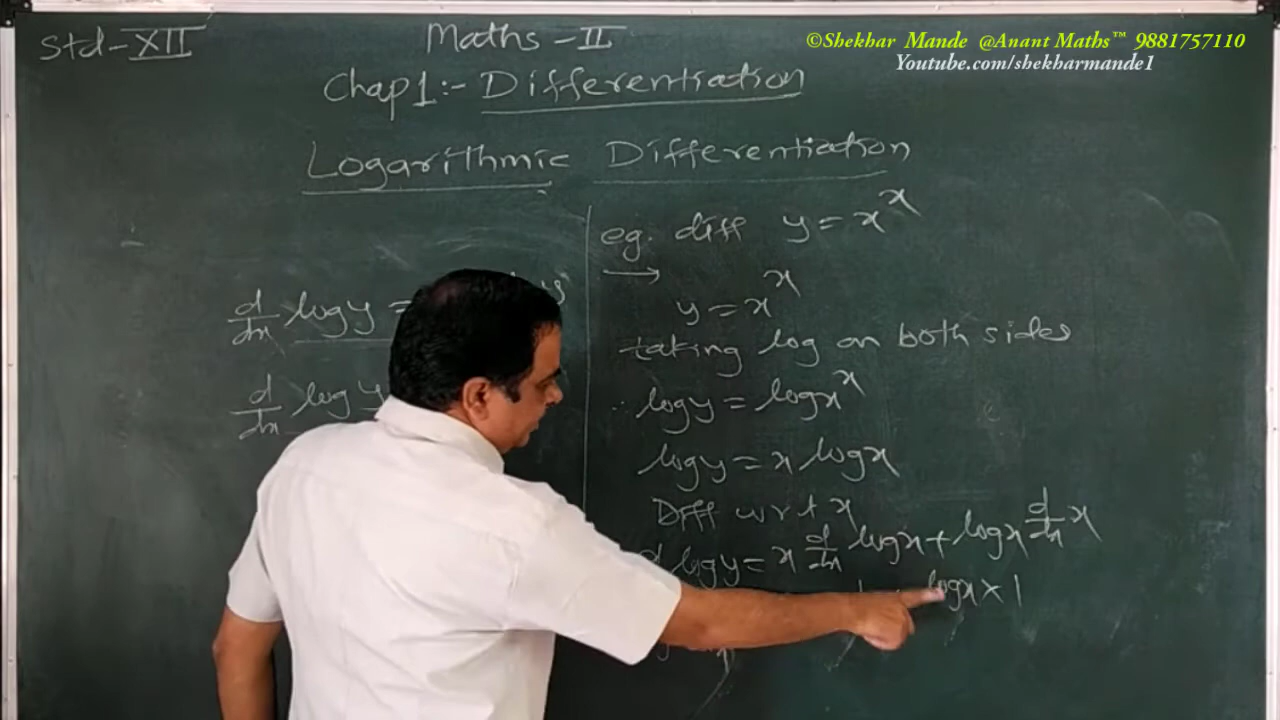 ©Shekhar Mande @Anant Maths™ 9881757110
Youtube.com/shekharmande1
Std-XII
Maths-II
Chap1:- Differentiation
Logarithmic Differentiation
d/dx log y =
d/dx log y
eg. diff y = x^x
→
y = x^x
taking log on both sides
∴ log y = log x^x
log y = x log x
Diff w r t x
log y = x d/dx log x + log x d/dx x
log x × 1